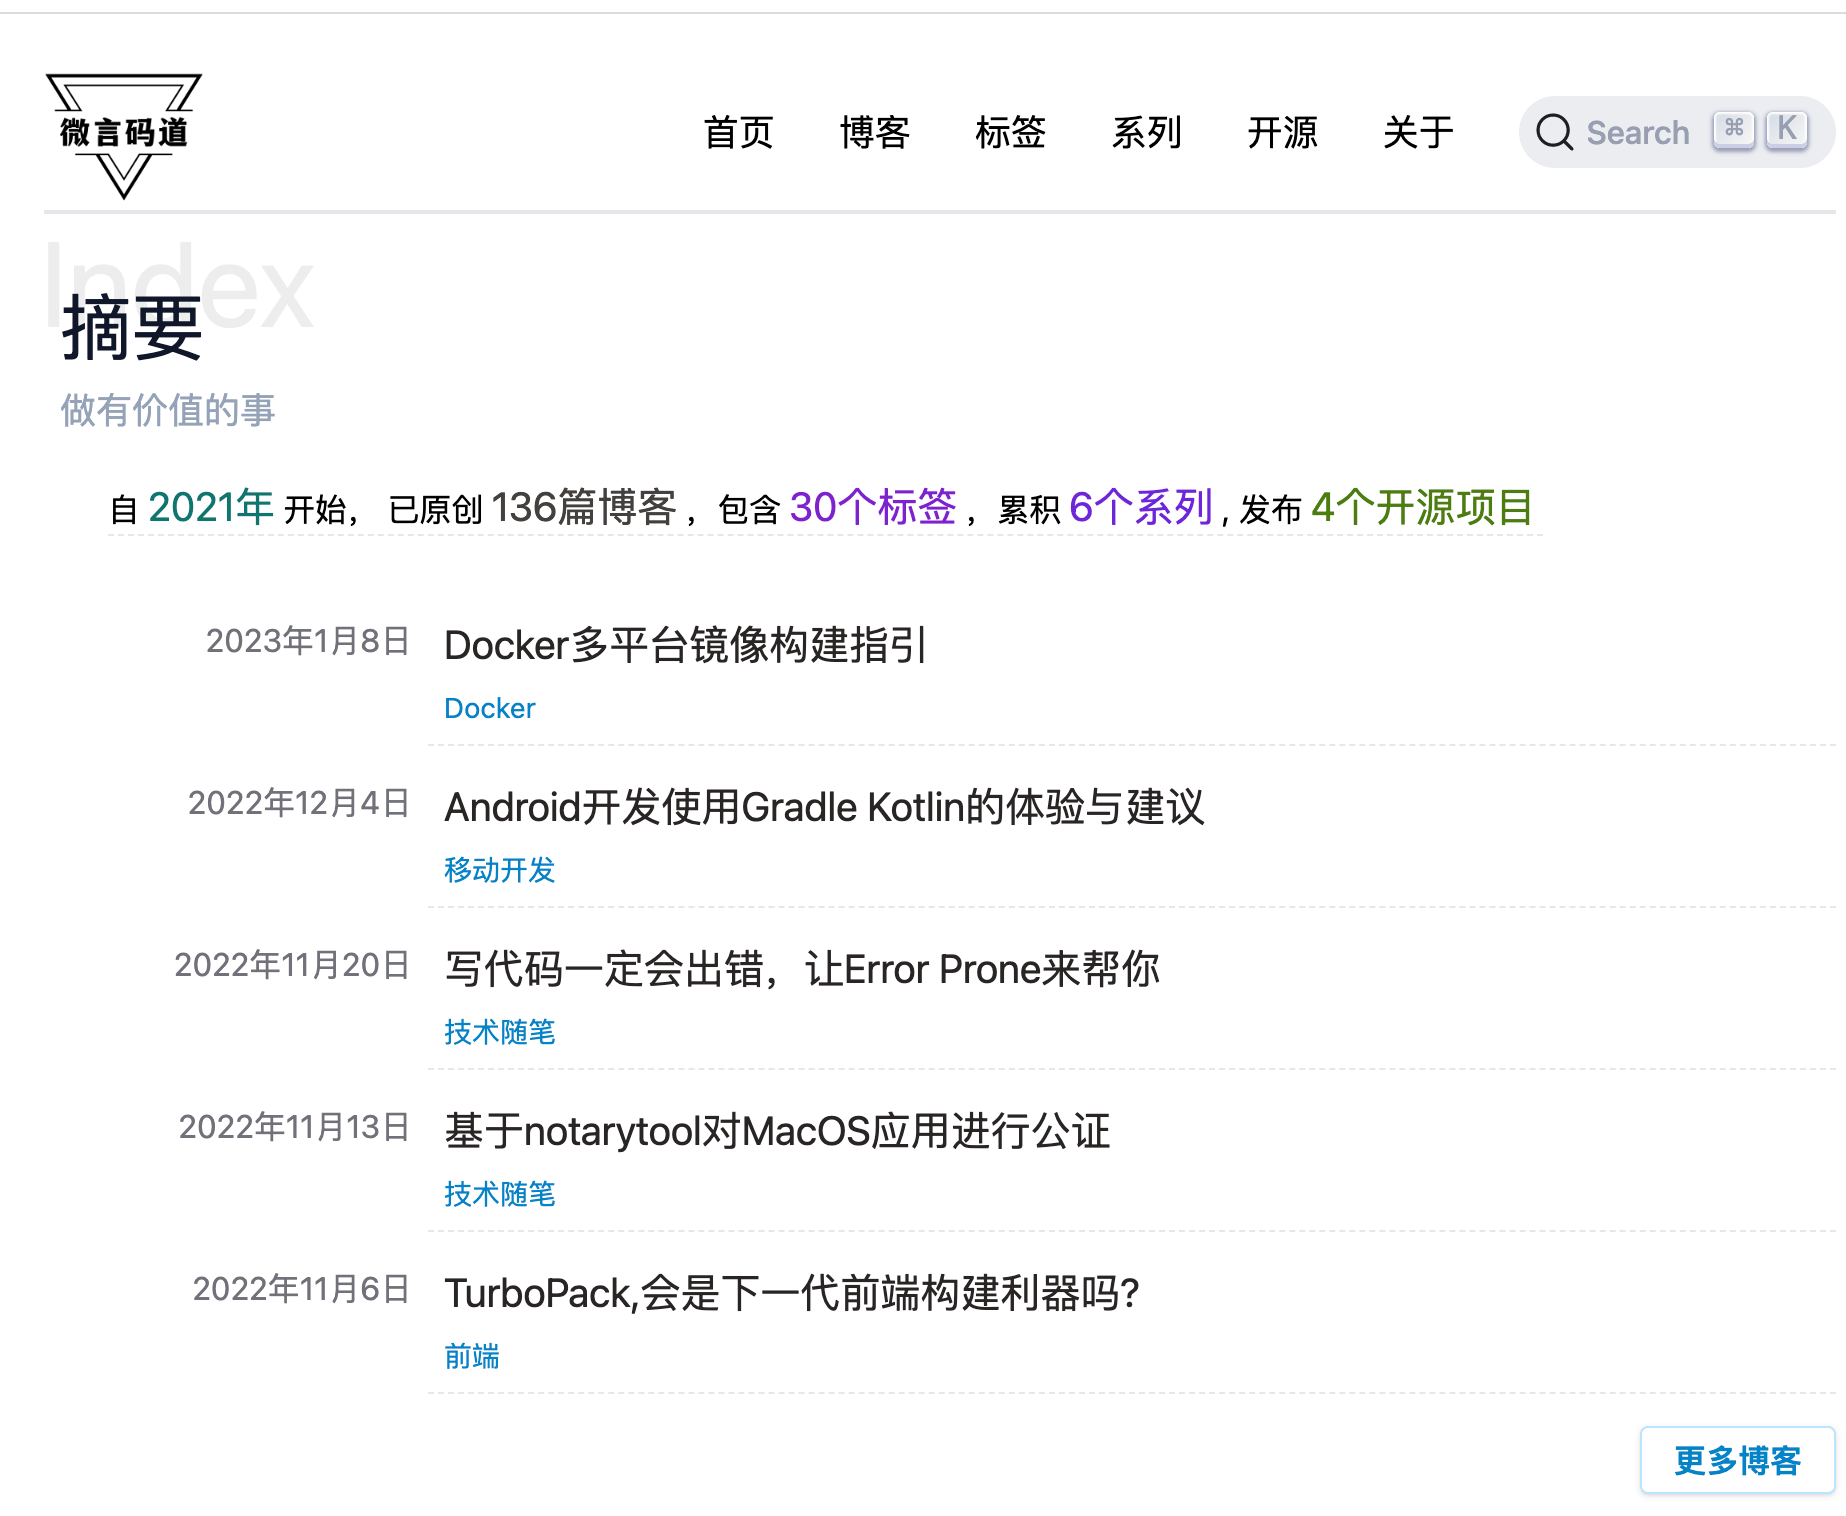 微言码道
首页 博客 标签 系列 开源 关于 Search ⌘ K
Index
摘要
做有价值的事
自 2021年 开始， 已原创 136篇博客 ，包含 30个标签 ，累积 6个系列 , 发布 4个开源项目
2023年1月8日 Docker多平台镜像构建指引
Docker
2022年12月4日 Android开发使用Gradle Kotlin的体验与建议
移动开发
2022年11月20日 写代码一定会出错，让Error Prone来帮你
技术随笔
2022年11月13日 基于notarytool对MacOS应用进行公证
技术随笔
2022年11月6日 TurboPack,会是下一代前端构建利器吗?
前端
更多博客